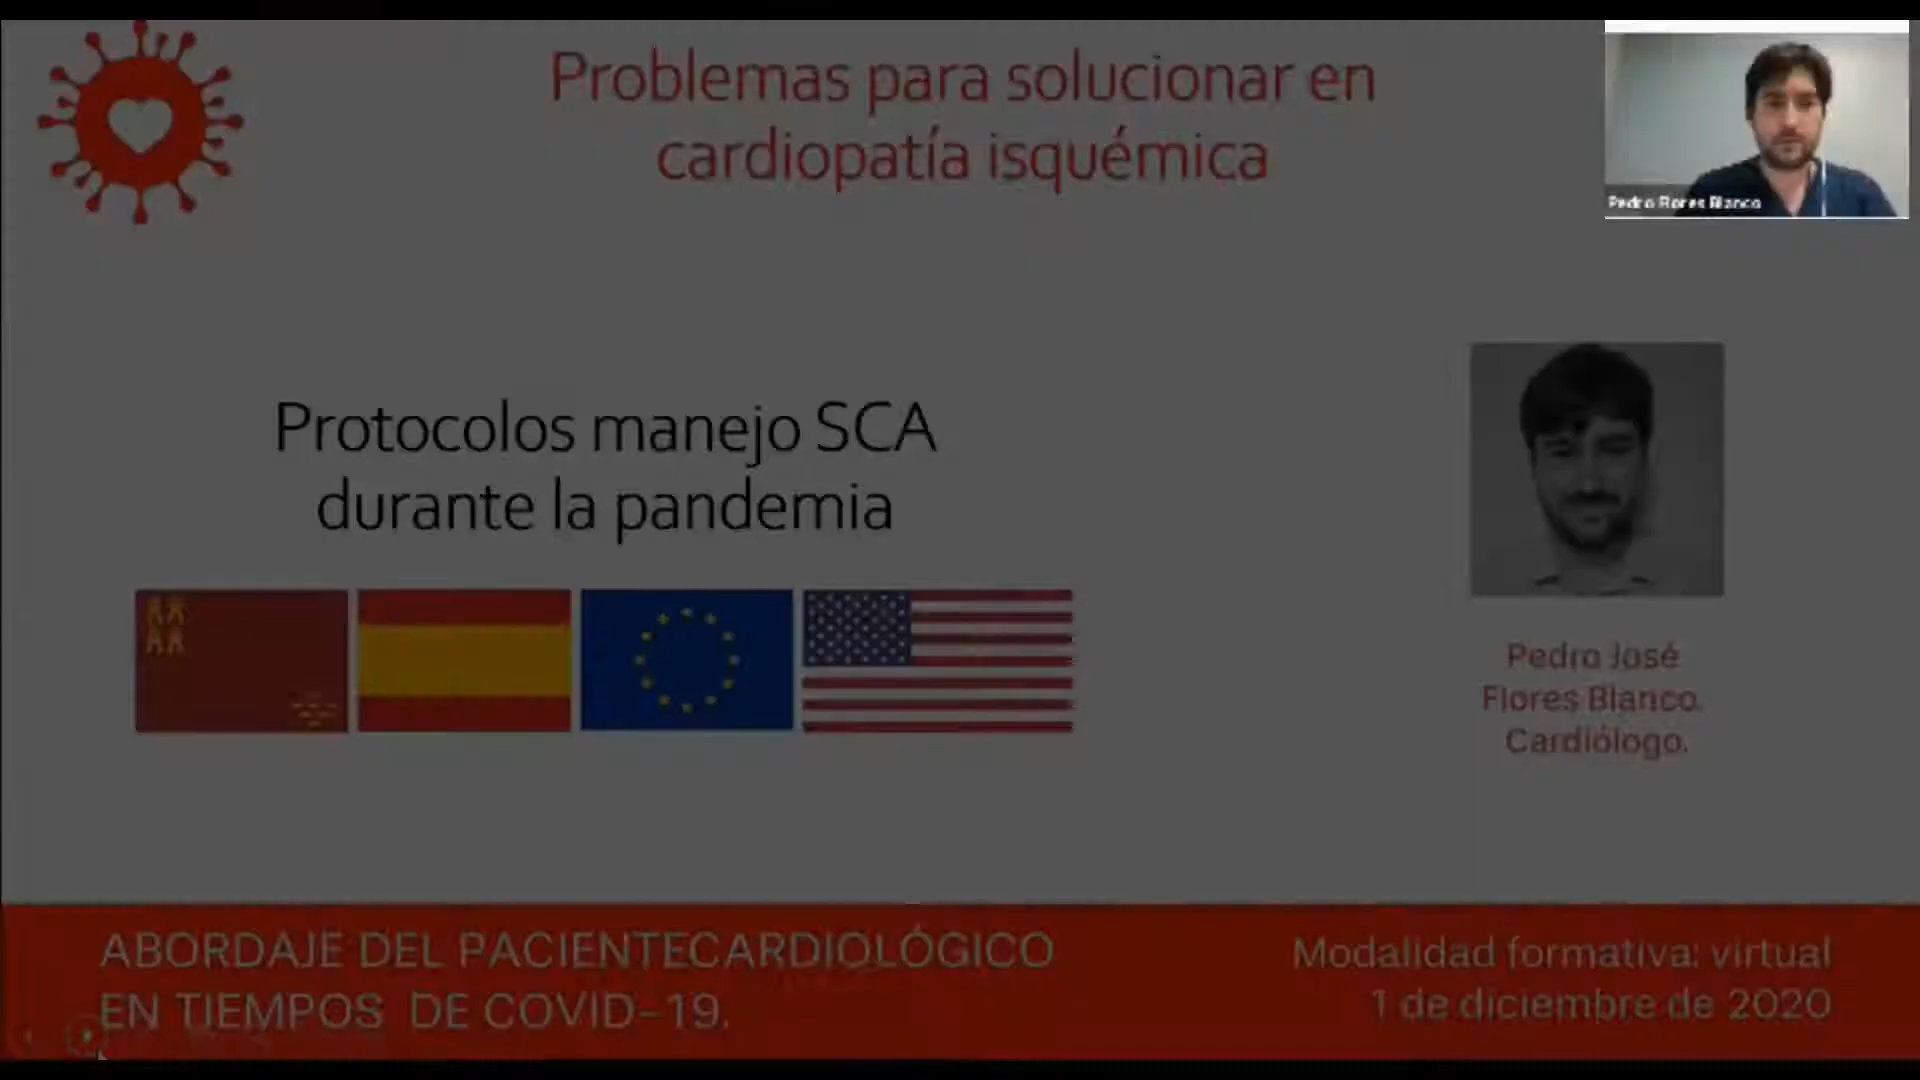 Problemas para solucionar en
cardiopatía isquémica
Pedro Flores Blanco
Protocolos manejo SCA
durante la pandemia
Pedro José
Flores Blanco.
Cardiólogo.
ABORDAJE DEL PACIENTECARDIOLÓGICO
EN TIEMPOS DE COVID-19.
Modalidad formativa: virtual
1 de diciembre de 2020